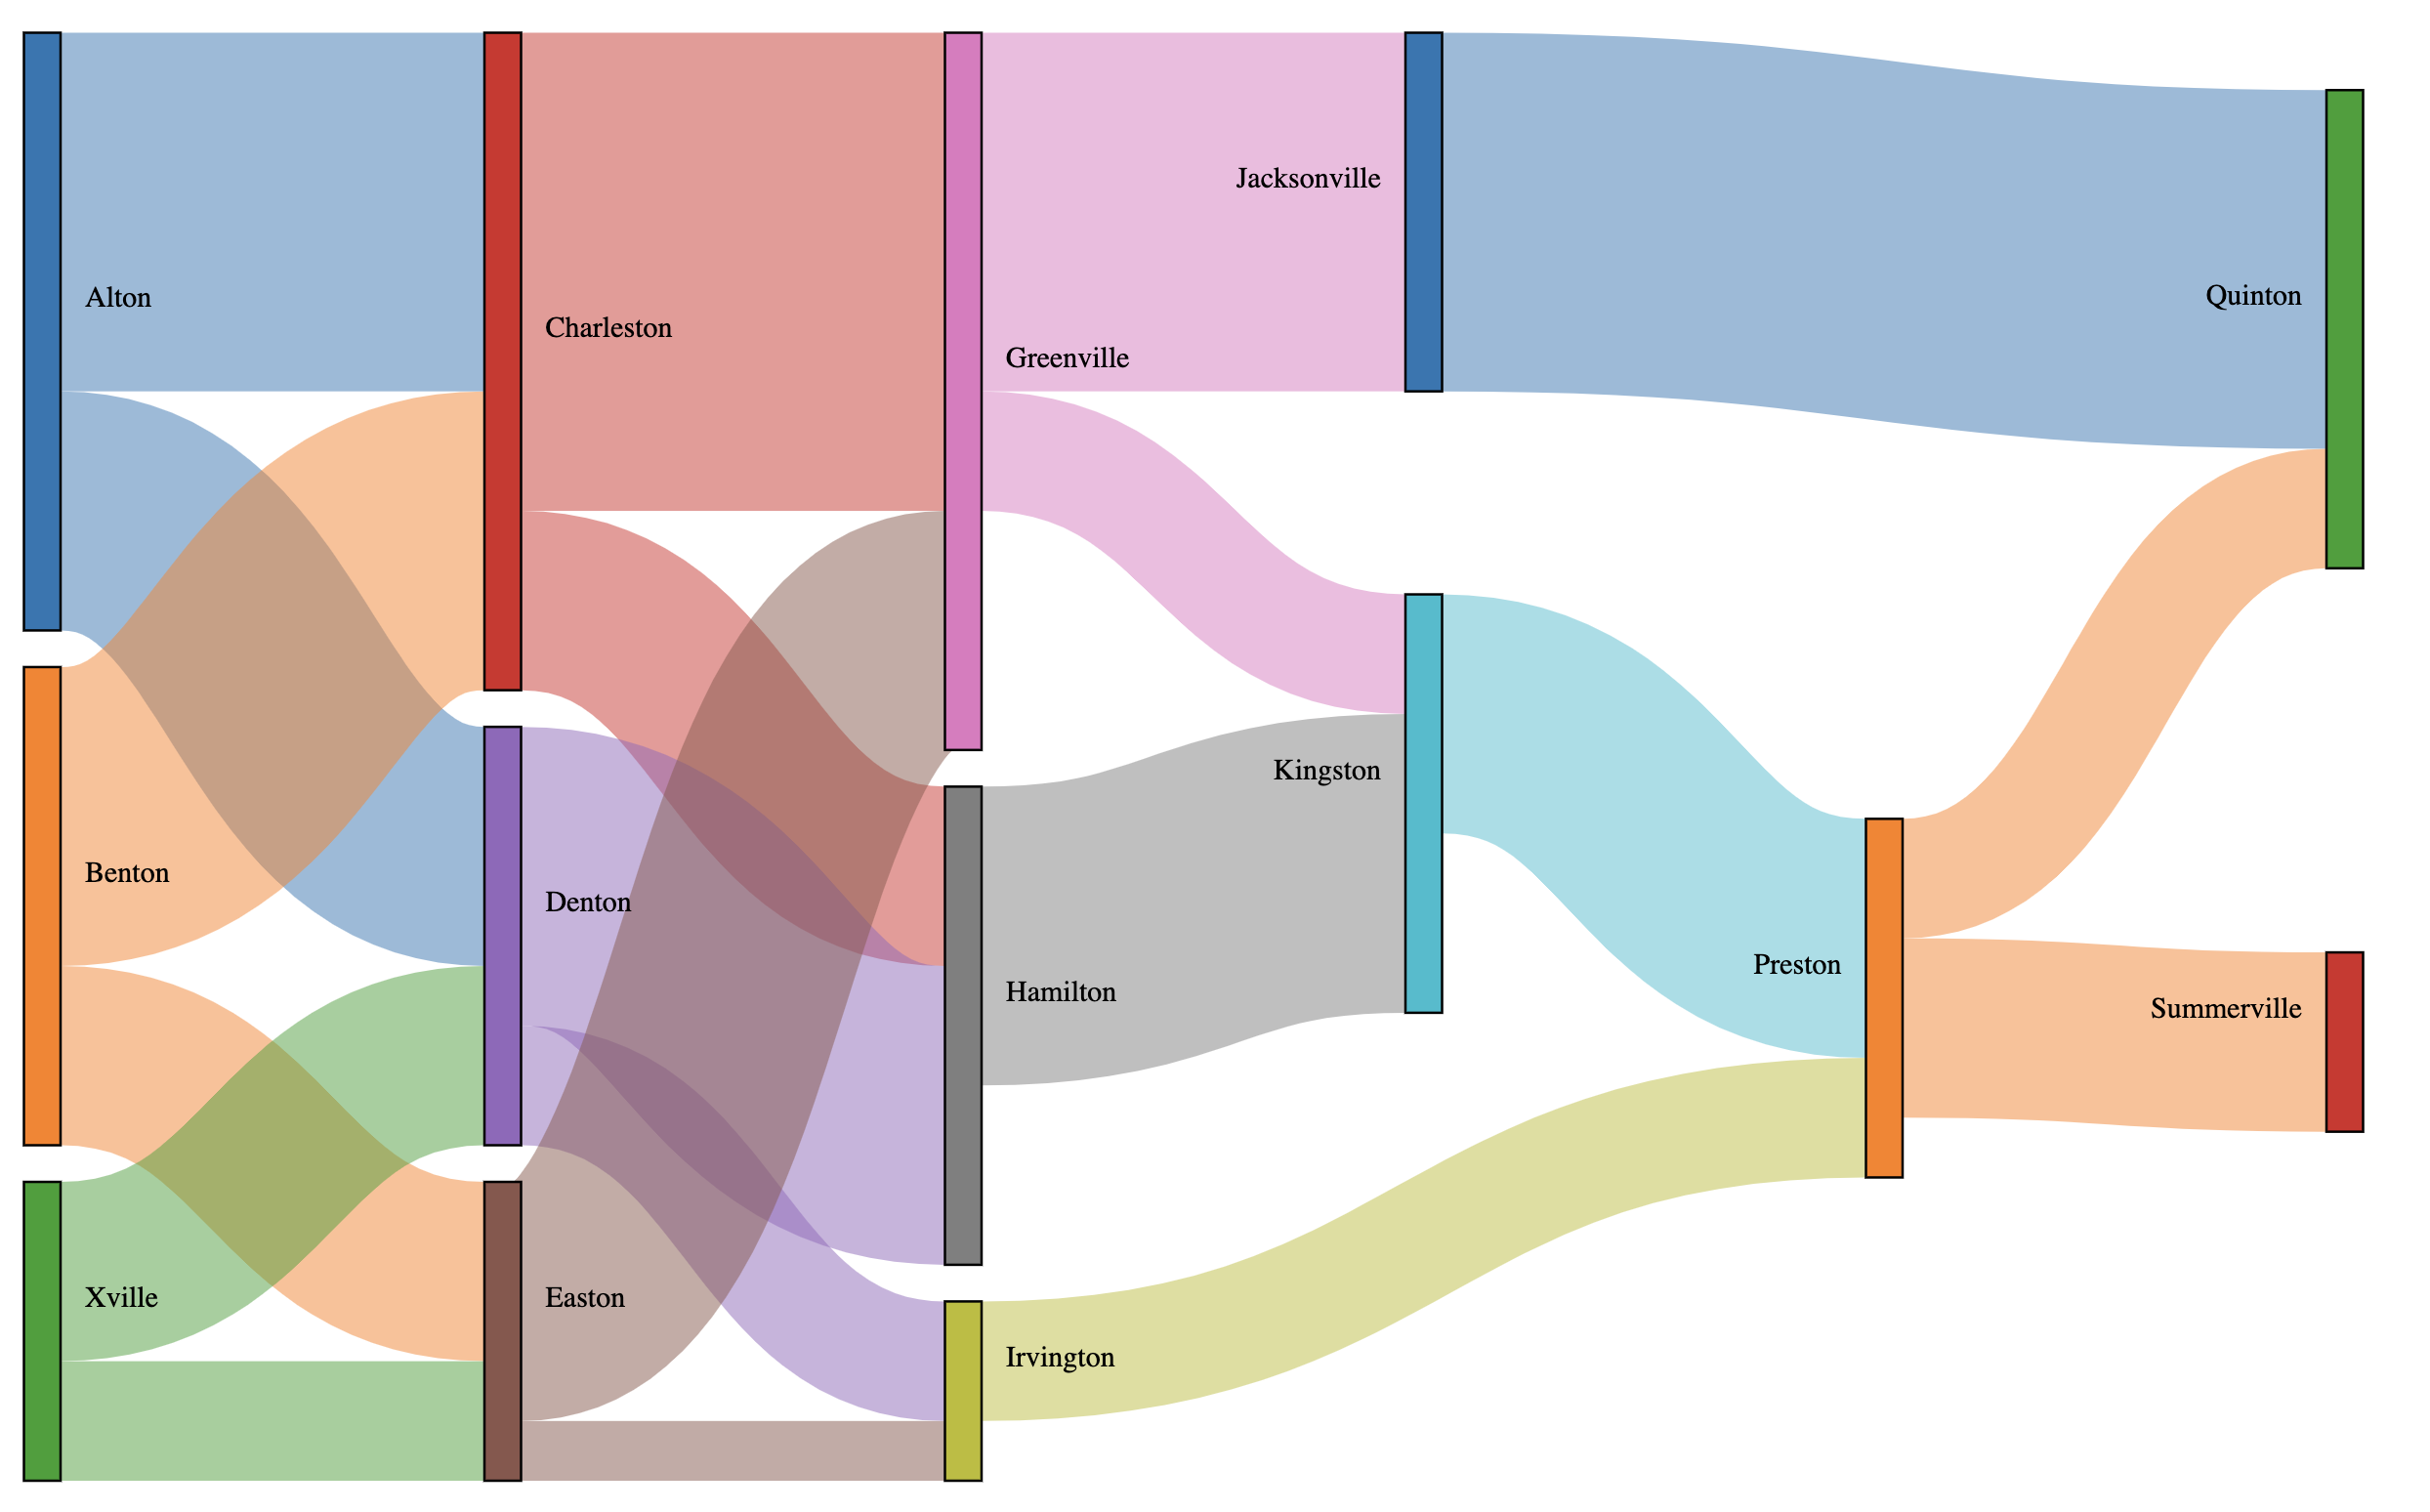 Alton
Benton
Xville
Charleston
Denton
Easton
Greenville
Hamilton
Irvington
Jacksonville
Kingston
Preston
Quinton
Summerville